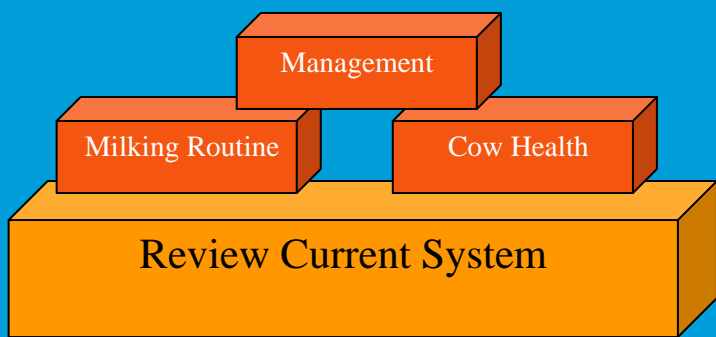 Management
Milking Routine
Cow Health
Review Current System